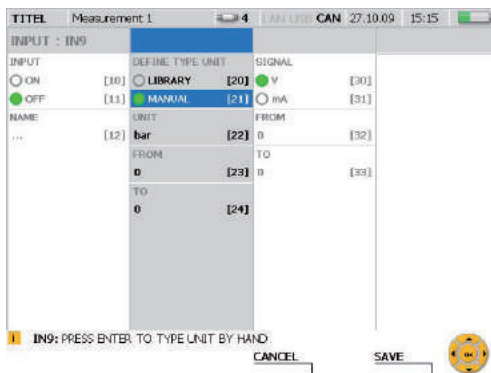 TITEL Measurement 1 4 LAN USB CAN 27.10.09 15:15
INPUT : IN9
INPUT DEFINE TYPE UNIT SIGNAL
ON [10] LIBRARY [20] V [30]
OFF [11] MANUAL [21] mA [31]
NAME UNIT FROM
... [12] bar [22] 0 [32]
FROM TO
0 [23] 0 [33]
TO
0 [24]
i IN9: PRESS ENTER TO TYPE UNIT BY HAND
CANCEL SAVE
OK